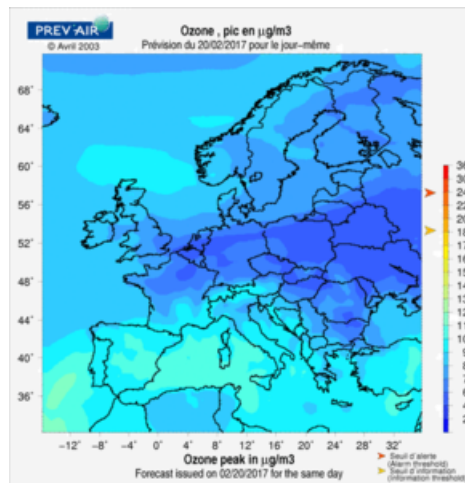 PREV'AIR
© Avril 2003
Ozone , pic en µg/m3
Prévision du 20/02/2017 pour le jour-même
68°
64°
60°
56°
52°
48°
44°
40°
36°
-12° -8° -4° 0° 4° 8° 12° 16° 20° 24° 28° 32°
Ozone peak in µg/m3
Forecast issued on 02/20/2017 for the same day
Seuil d'alerte
(Alarm threshold)
Seuil d'information
(Information threshold)